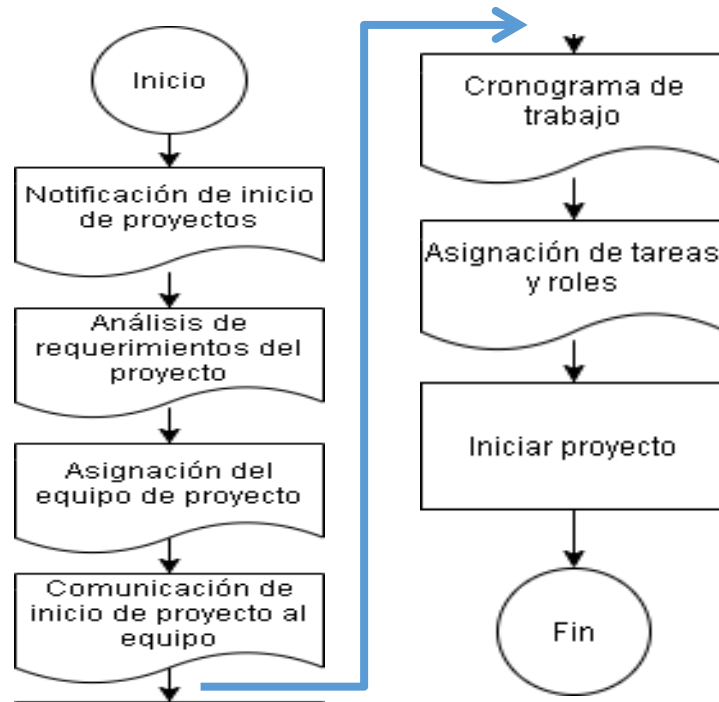 Inicio
Notificación de inicio
de proyectos
Análisis de
requerimientos del
proyecto
Asignación del
equipo de proyecto
Comunicación de
inicio de proyecto al
equipo
Cronograma de
trabajo
Asignación de tareas
y roles
Iniciar proyecto
Fin